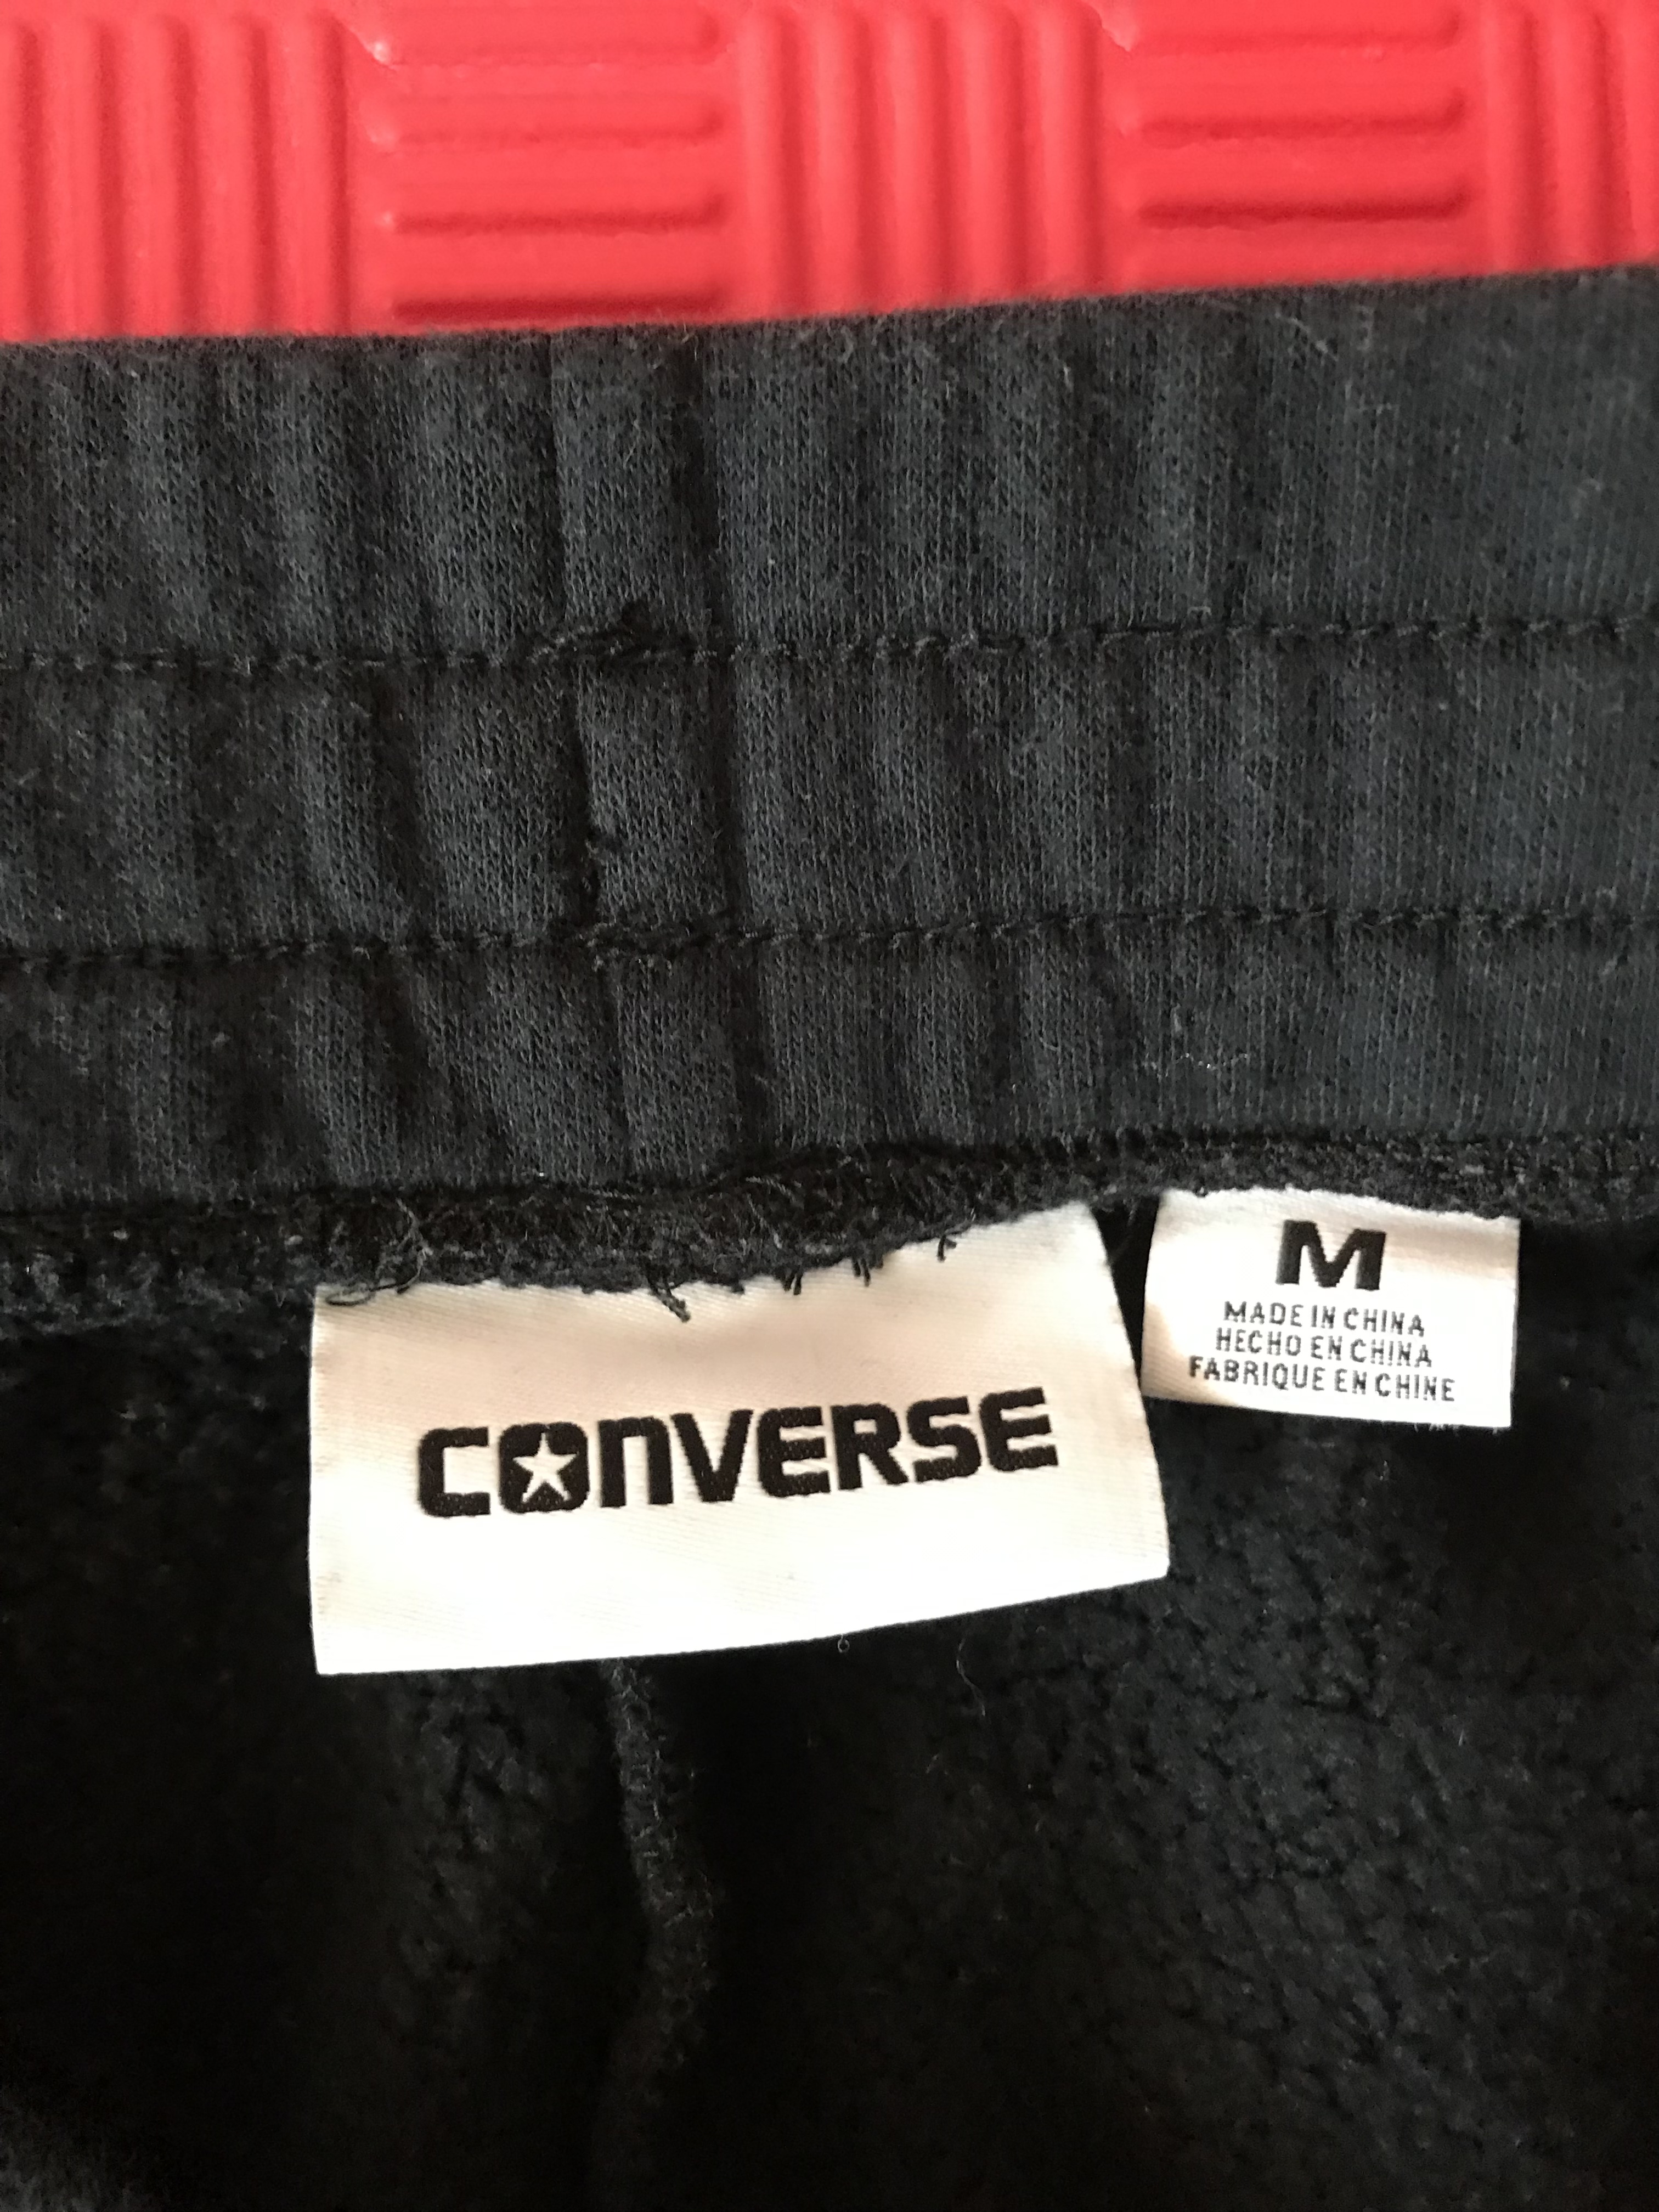 CONVERSE
M
MADE IN CHINA
HECHO EN CHINA
FABRIQUE EN CHINE